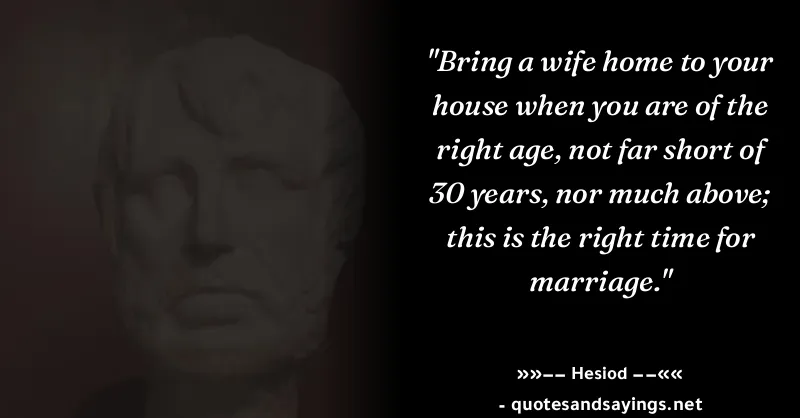 "Bring a wife home to your
house when you are of the
right age, not far short of
30 years, nor much above;
this is the right time for
marriage."
»»–– Hesiod ––««
- quotesandsayings.net